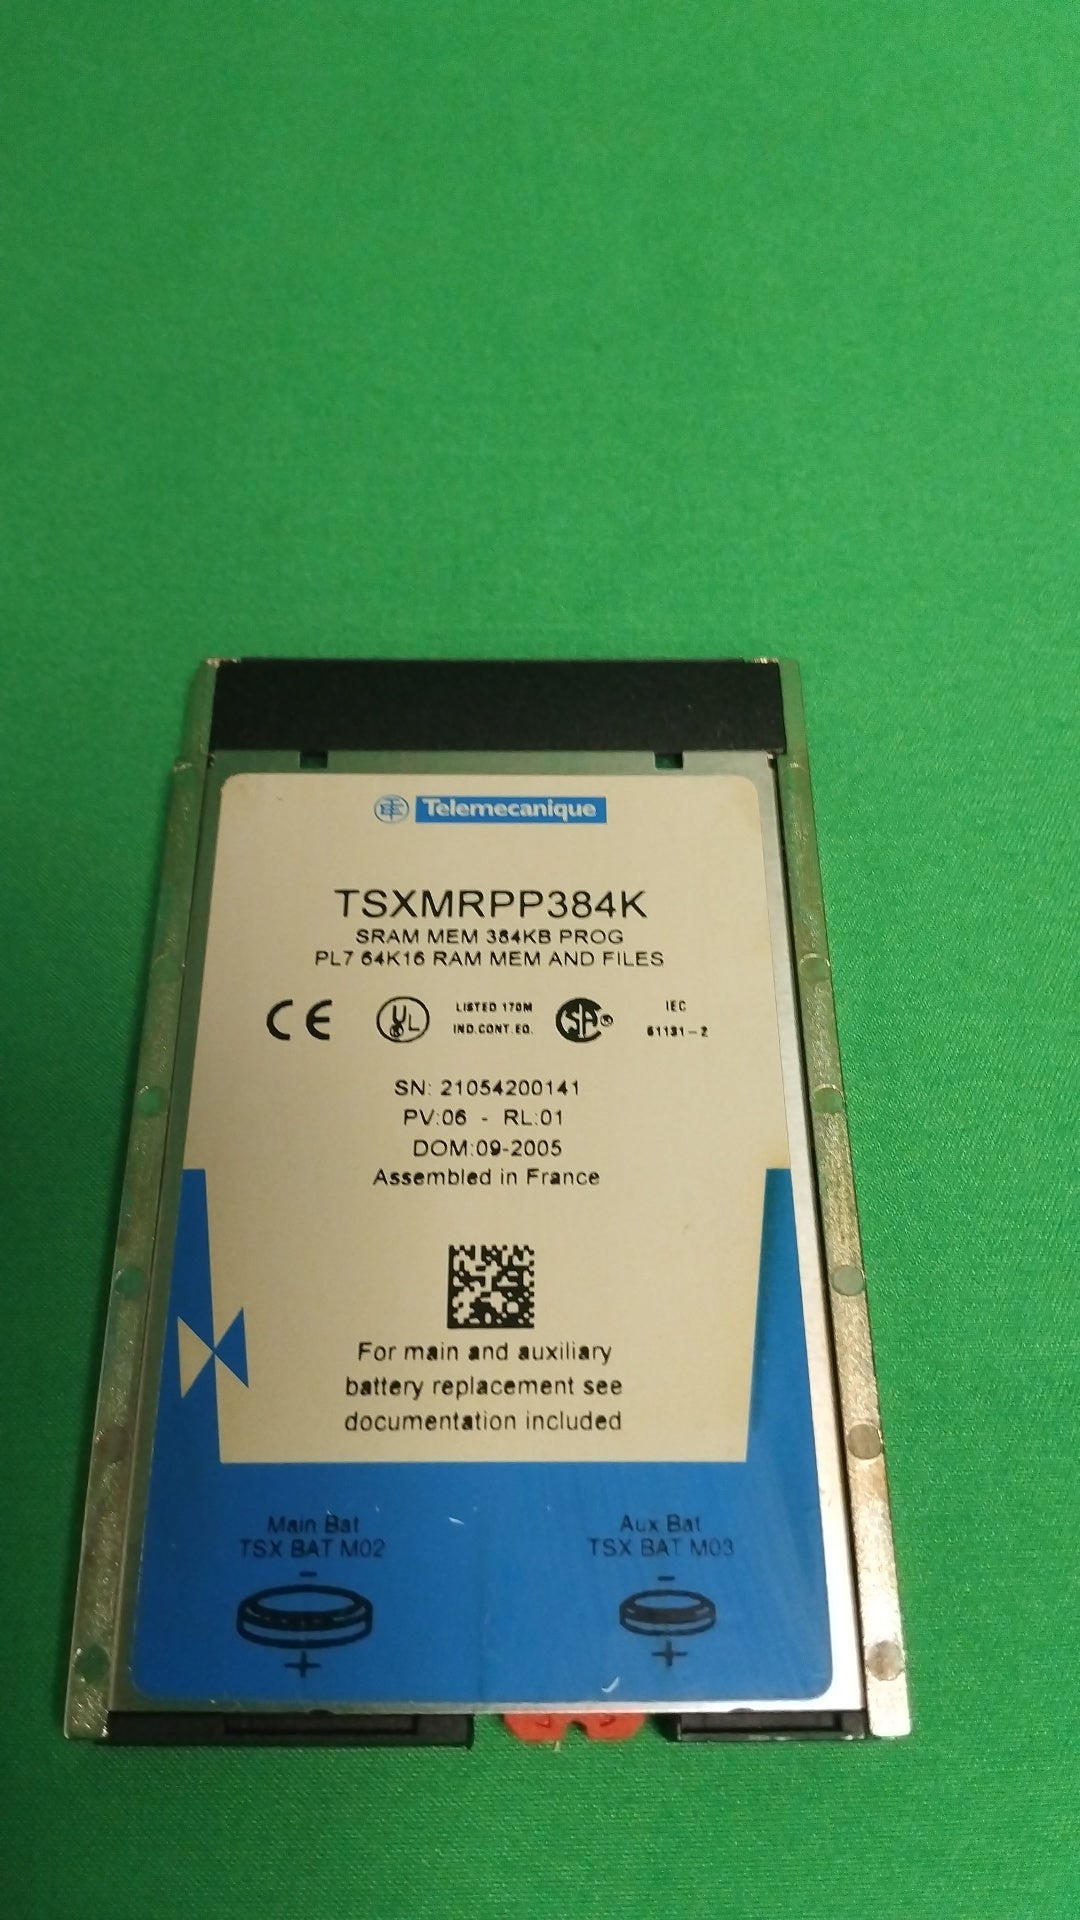 Telemecanique
TSXMRPP384K
SRAM MEM 384KB PROG
PL7 64K16 RAM MEM AND FILES
CE UL LISTED 170M IEC
IND.CONT.EQ. SA 61131-2
SN: 21054200141
PV:06 - RL:01
DOM:09-2005
Assembled in France
For main and auxiliary
battery replacement see
documentation included
Main Bat Aux Bat
TSX BAT M02 TSX BAT M03
- -
+ +